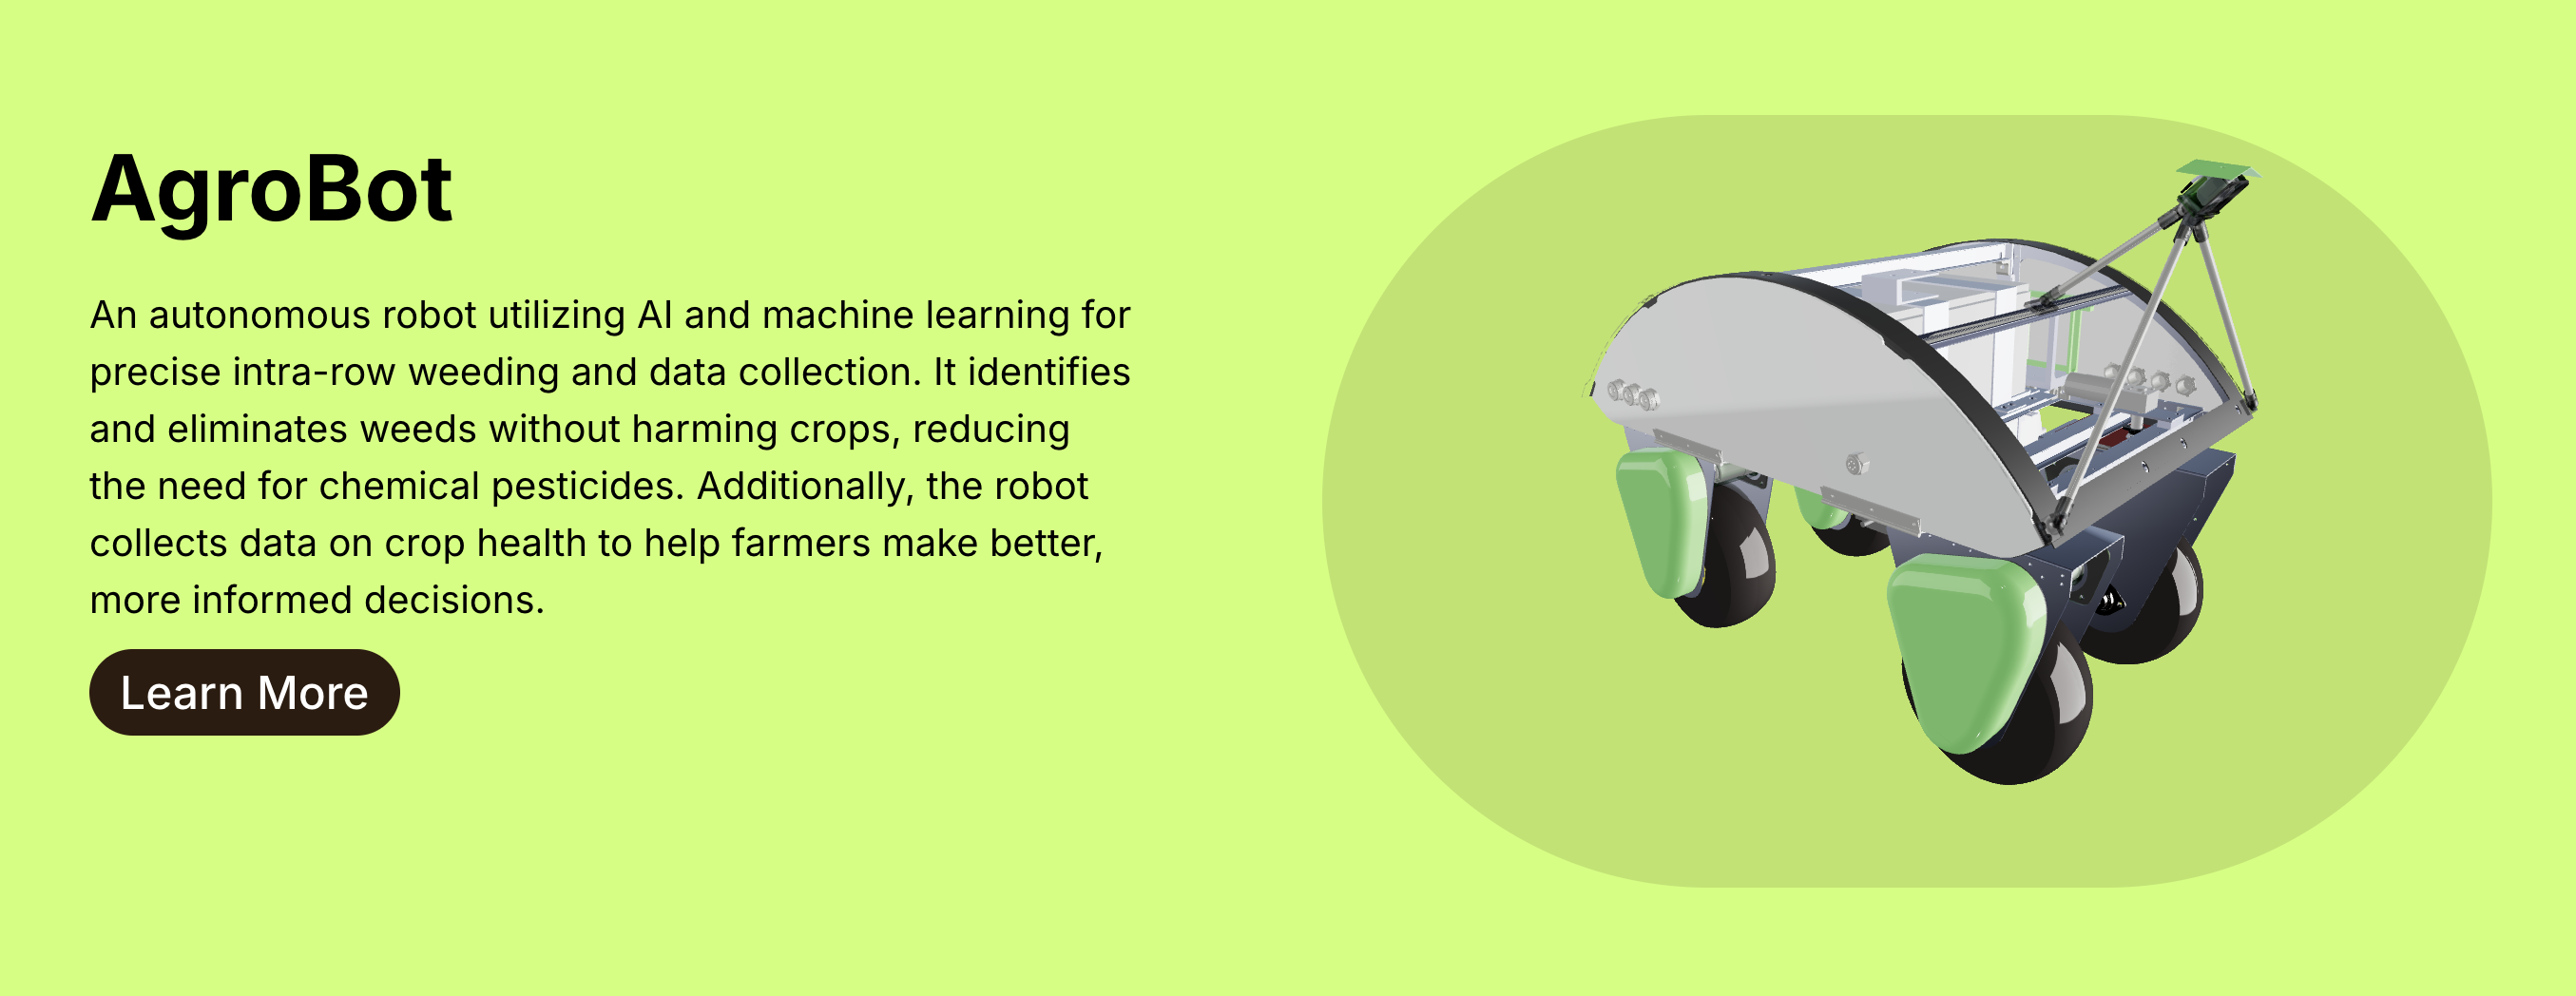 AgroBot
An autonomous robot utilizing AI and machine learning for
precise intra-row weeding and data collection. It identifies
and eliminates weeds without harming crops, reducing
the need for chemical pesticides. Additionally, the robot
collects data on crop health to help farmers make better,
more informed decisions.
Learn More